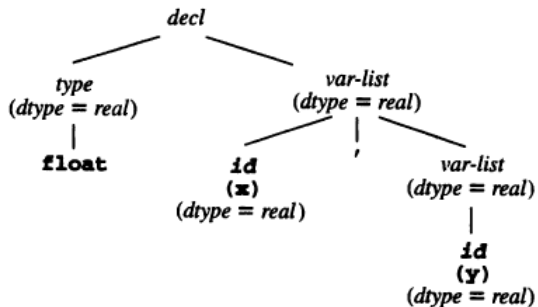 decl
type
(dtype = real)
float
var-list
(dtype = real)
id
(x)
(dtype = real)
,
var-list
(dtype = real)
id
(y)
(dtype = real)